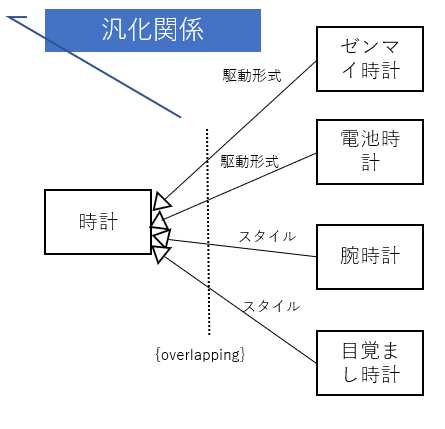 汎化関係
ゼンマ
イ時計
駆動形式
電池時
計
駆動形式
時計
スタイル
腕時計
スタイル
目覚ま
し時計
{overlapping}